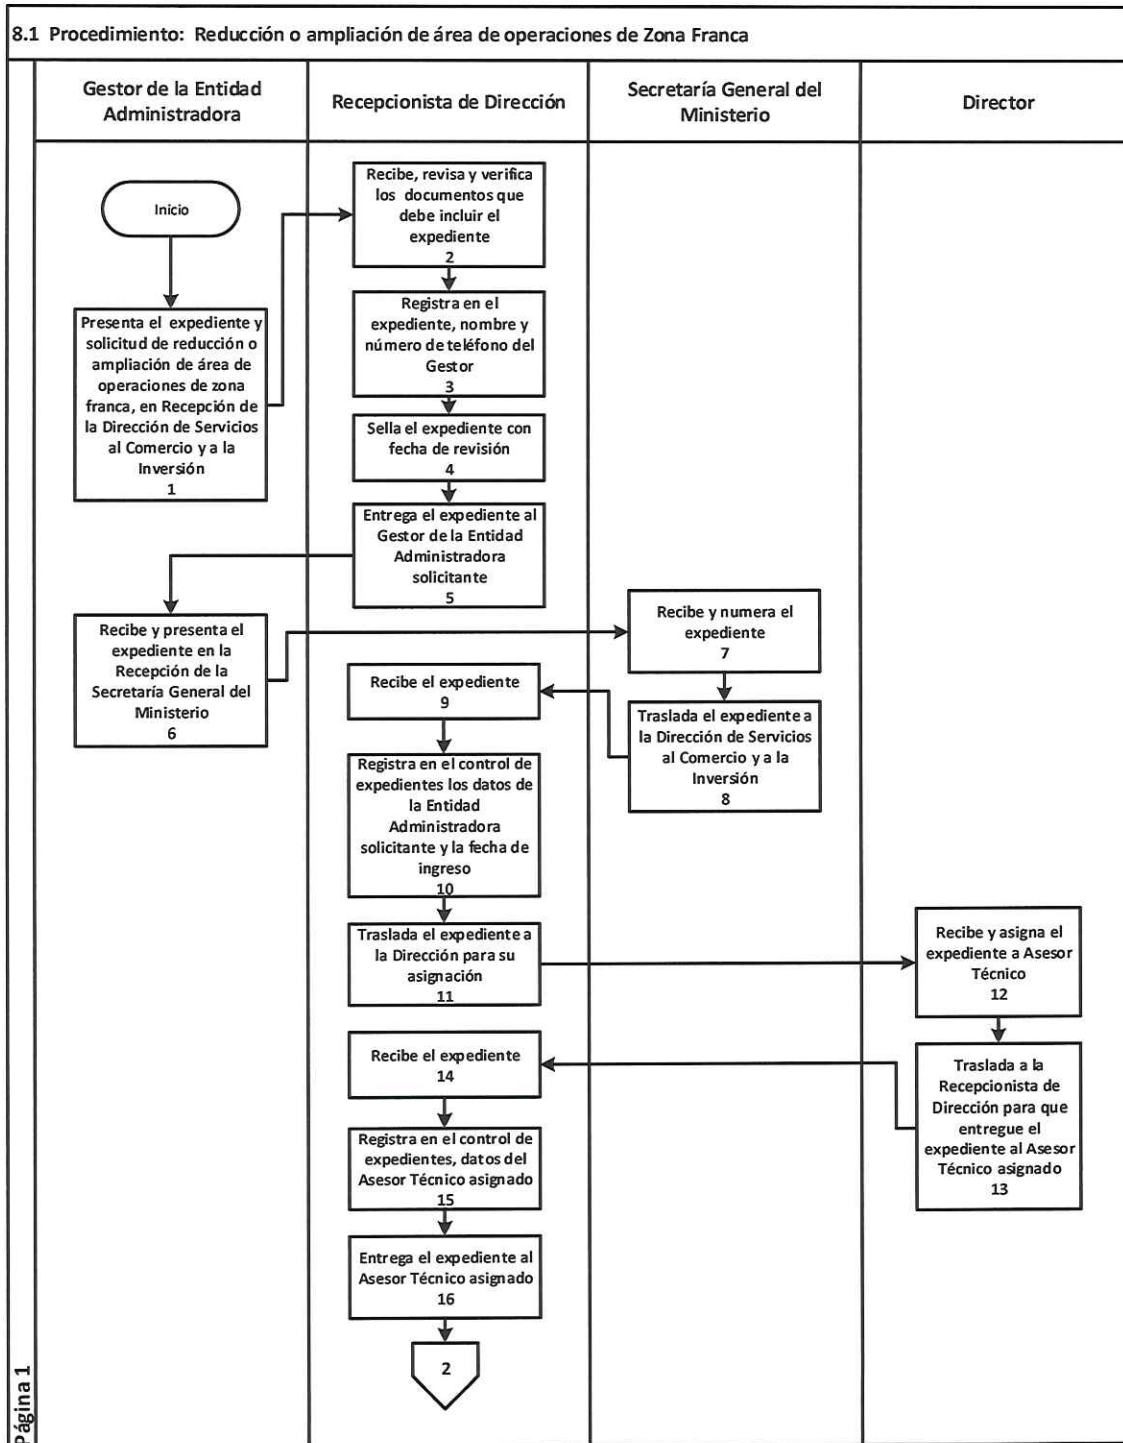 8.1 Procedimiento: Reducción o ampliación de área de operaciones de Zona Franca
Gestor de la Entidad
Administradora
Recepcionista de Dirección
Secretaría General del
Ministerio
Director
Inicio
Presenta el expediente y
solicitud de reducción o
ampliación de área de
operaciones de zona
franca, en Recepción de
la Dirección de Servicios
al Comercio y a la
Inversión
1
Recibe, revisa y verifica
los documentos que
debe incluir el
expediente
2
Registra en el
expediente, nombre y
número de teléfono del
Gestor
3
Sella el expediente con
fecha de revisión
4
Entrega el expediente al
Gestor de la Entidad
Administradora
solicitante
5
Recibe y presenta el
expediente en la
Recepción de la
Secretaría General del
Ministerio
6
Recibe y numera el
expediente
7
Traslada el expediente a
la Dirección de Servicios
al Comercio y a la
Inversión
8
Recibe el expediente
9
Registra en el control de
expedientes los datos de
la Entidad
Administradora
solicitante y la fecha de
ingreso
10
Traslada el expediente a
la Dirección para su
asignación
11
Recibe y asigna el
expediente a Asesor
Técnico
12
Traslada a la
Recepcionista de
Dirección para que
entregue el
expediente al Asesor
Técnico asignado
13
Recibe el expediente
14
Registra en el control de
expedientes, datos del
Asesor Técnico asignado
15
Entrega el expediente al
Asesor Técnico asignado
16
2
Página 1